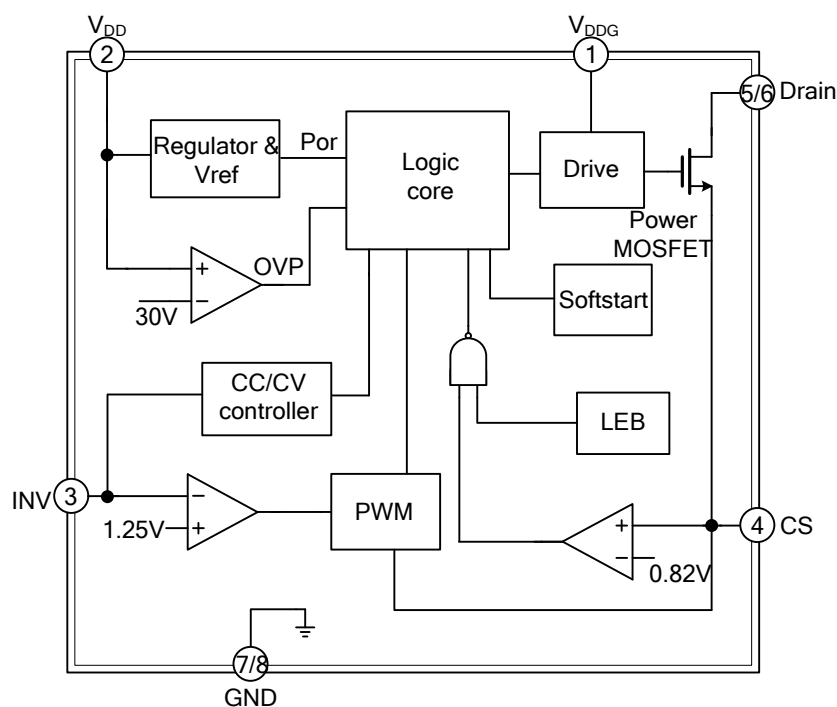 VDD
VDDG
2
1
5/6 Drain
Regulator &
Vref
Por
Logic
core
Drive
Power
MOSFET
+
−
30V
OVP
Softstart
CC/CV
controller
LEB
INV 3
−
+
1.25V
PWM
+
−
0.82V
4 CS
7/8
GND